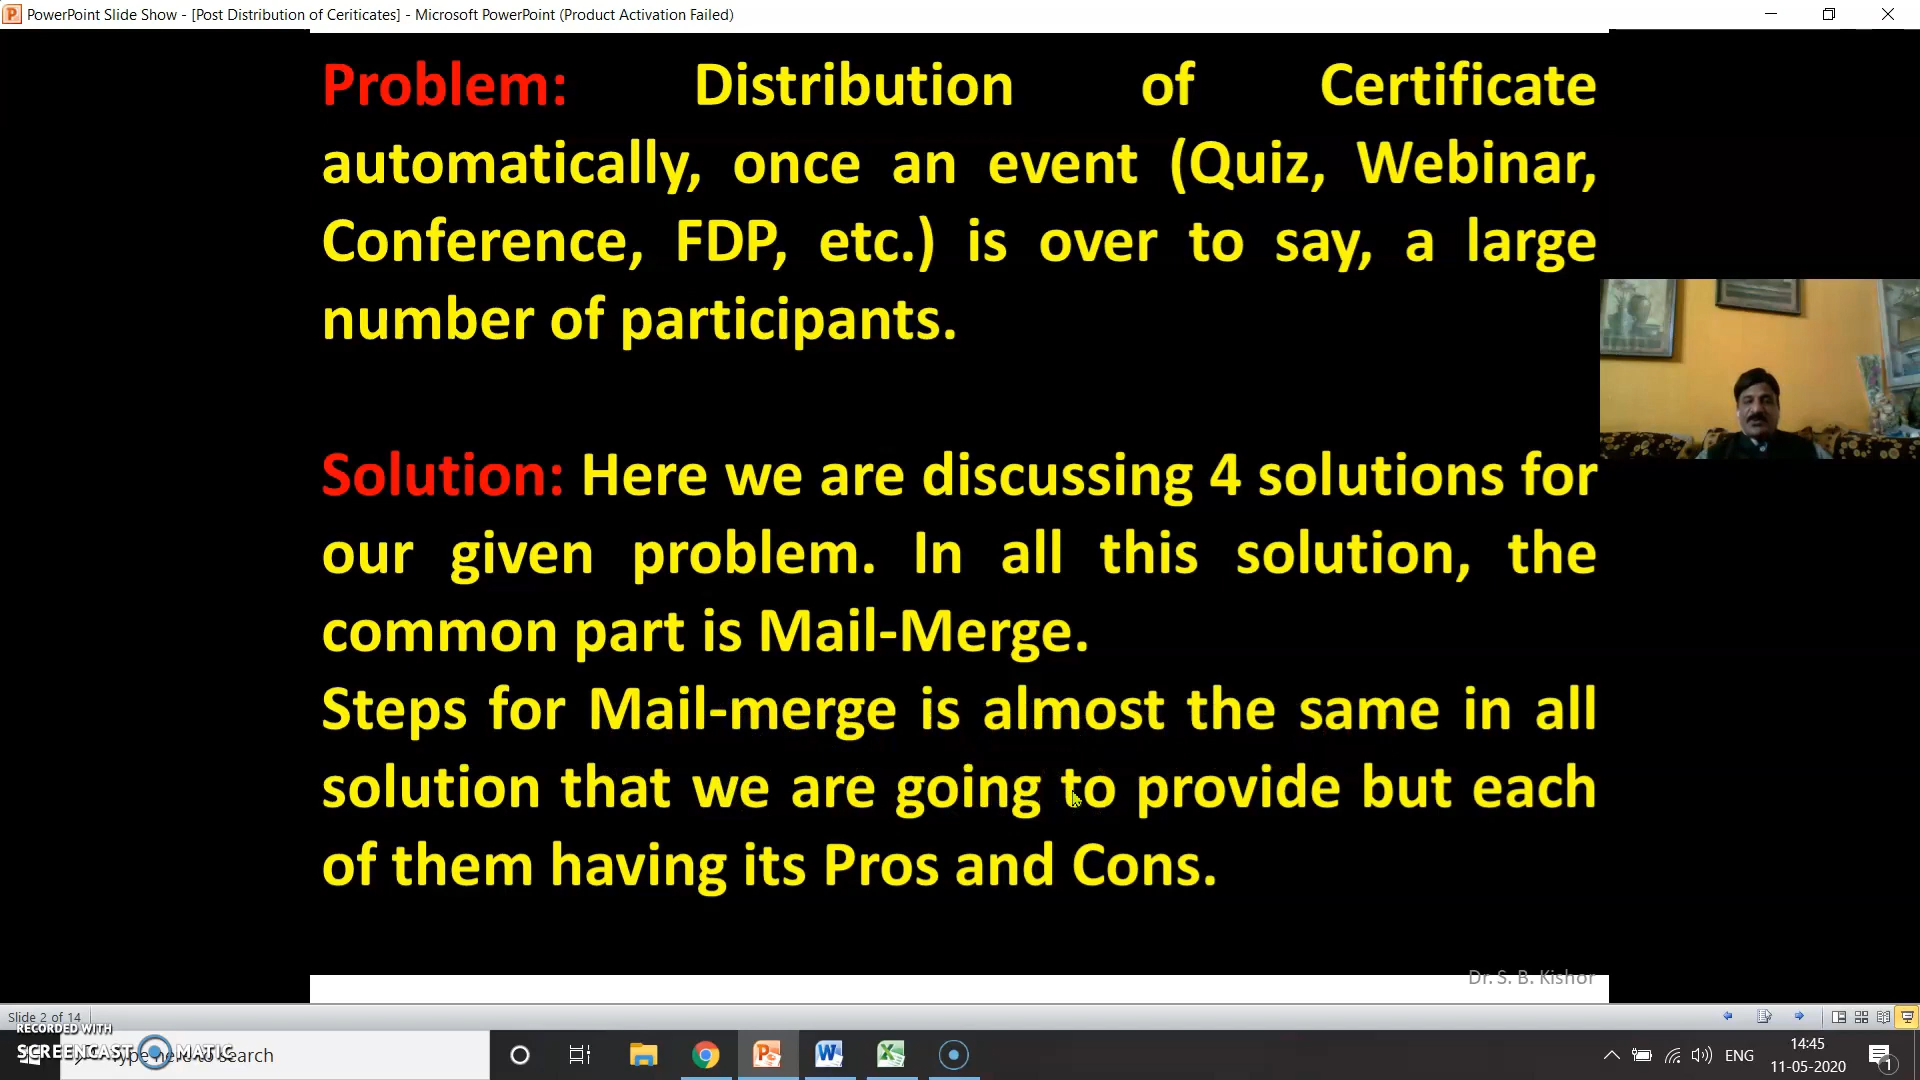 PowerPoint Slide Show - [Post Distribution of Ceriticates] - Microsoft PowerPoint (Product Activation Failed)
Problem: Distribution of Certificate
automatically, once an event (Quiz, Webinar,
Conference, FDP, etc.) is over to say, a large
number of participants.
Solution: Here we are discussing 4 solutions for
our given problem. In all this solution, the
common part is Mail-Merge.
Steps for Mail-merge is almost the same in all
solution that we are going to provide but each
of them having its Pros and Cons.
Dr. S. B. Kishor
Slide 2 of 14
RECORDED WITH
SCREENCAST MATIC
Type here to search
ENG
14:45
11-05-2020
1